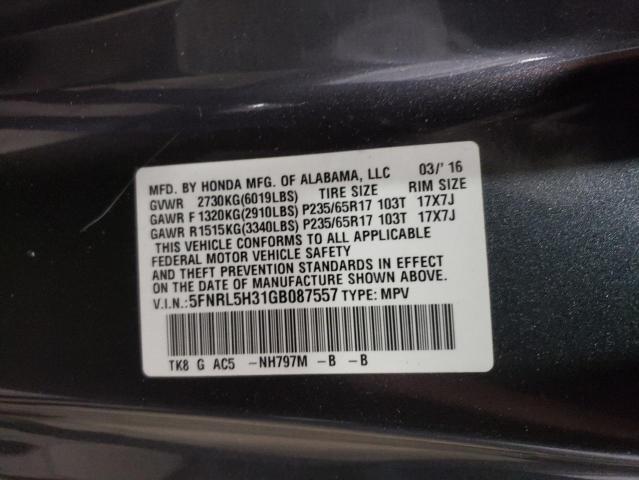 MFD. BY HONDA MFG. OF ALABAMA, LLC 03/'16
GVWR 2730KG(6019LBS) TIRE SIZE RIM SIZE
GAWR F 1320KG(2910LBS) P235/65R17 103T 17X7J
GAWR R1515KG(3340LBS) P235/65R17 103T 17X7J
THIS VEHICLE CONFORMS TO ALL APPLICABLE
FEDERAL MOTOR VEHICLE SAFETY
AND THEFT PREVENTION STANDARDS IN EFFECT
ON THE DATE OF MANUFACTURE SHOWN ABOVE.
V.I.N.:5FNRL5H31GB087557 TYPE: MPV
TK8 G AC5 -NH797M -B -B